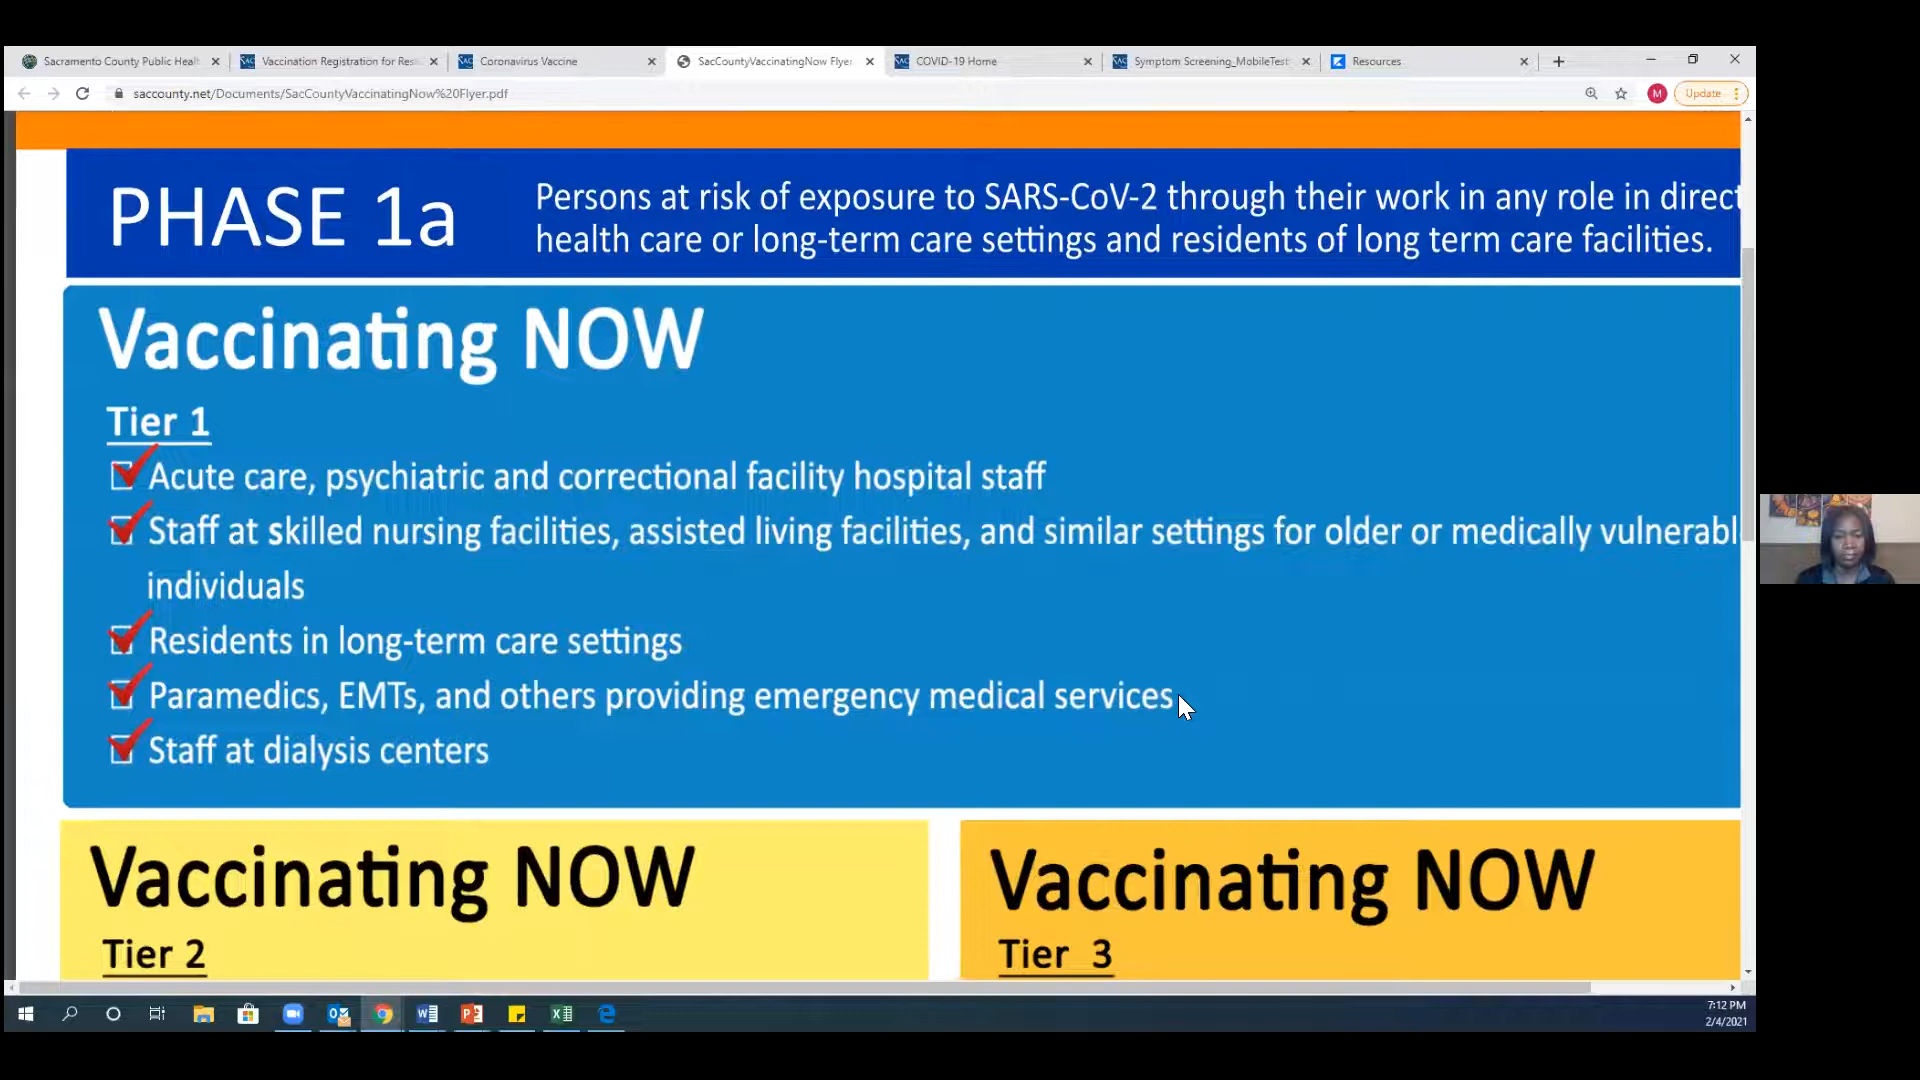 Sacramento County Public Healt
Vaccination Registration for Res
Coronavirus Vaccine
SacCountyVaccinatingNow Flyer
COVID-19 Home
Symptom Screening_MobileTest
Resources
saccounty.net/Documents/SacCountyVaccinatingNow%20Flyer.pdf
M
Update
PHASE 1a
Persons at risk of exposure to SARS-CoV-2 through their work in any role in direct
health care or long-term care settings and residents of long term care facilities.
Vaccinating NOW
Tier 1
Acute care, psychiatric and correctional facility hospital staff
Staff at skilled nursing facilities, assisted living facilities, and similar settings for older or medically vulnerabl
individuals
Residents in long-term care settings
Paramedics, EMTs, and others providing emergency medical services
Staff at dialysis centers
Vaccinating NOW
Tier 2
Vaccinating NOW
Tier 3
7:12 PM
2/4/2021